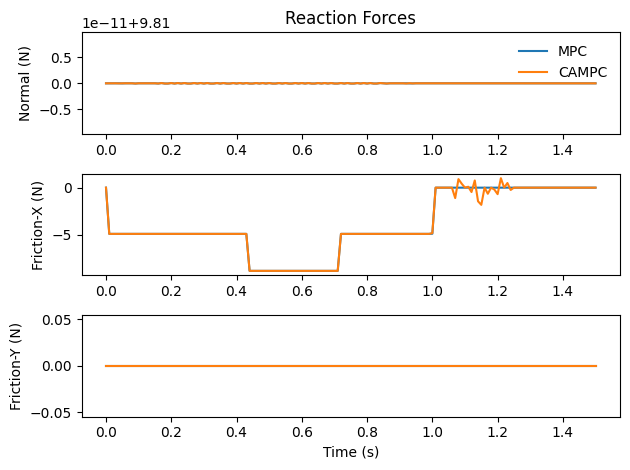 Reaction Forces
1e−11+9.81
Normal (N)
0.5
0.0
−0.5
MPC
CAMPC
0.0 0.2 0.4 0.6 0.8 1.0 1.2 1.4
Friction-X (N)
0
−5
0.0 0.2 0.4 0.6 0.8 1.0 1.2 1.4
Friction-Y (N)
0.05
0.00
−0.05
0.0 0.2 0.4 0.6 0.8 1.0 1.2 1.4
Time (s)